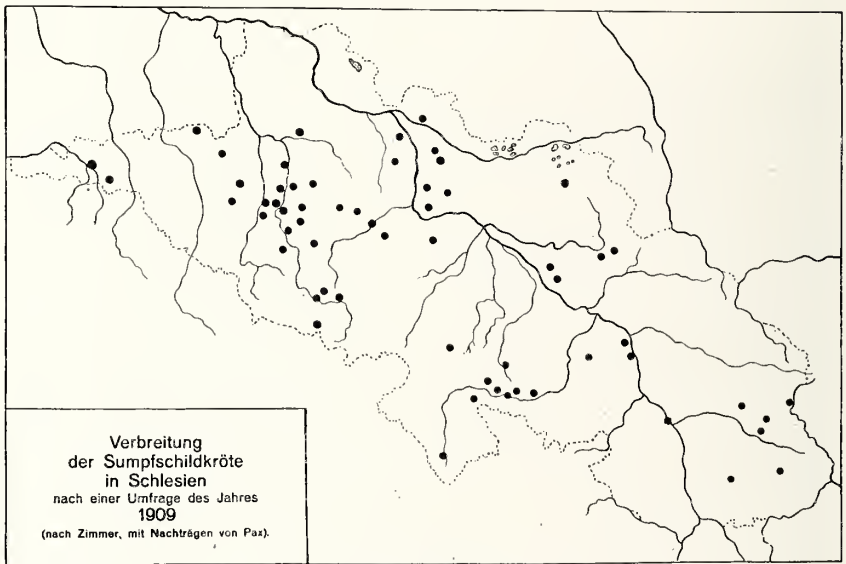 Verbreitung
der Sumpfschildkröte
in Schlesien
nach einer Umfrage des Jahres
1909
(nach Zimmer, mit Nachträgen von Pax).